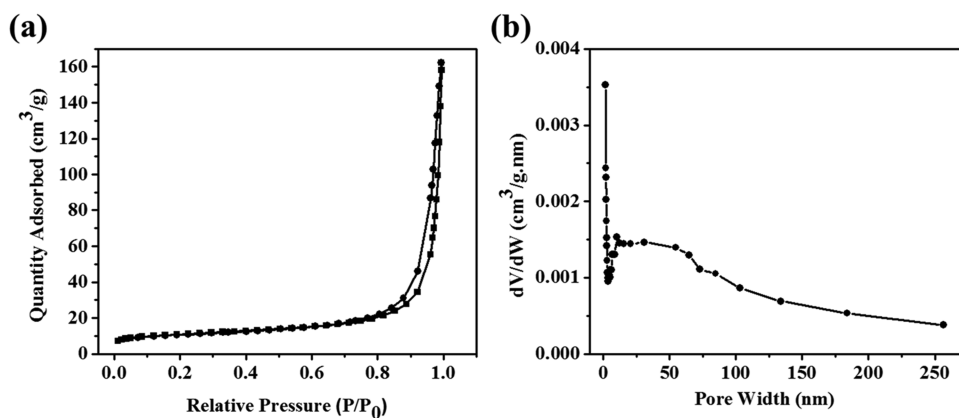 (a)
Quantity Adsorbed (cm³/g)
160
140
120
100
80
60
40
20
0
0.0 0.2 0.4 0.6 0.8 1.0
Relative Pressure (P/P₀)
(b)
dV/dW (cm³/g.nm)
0.004
0.003
0.002
0.001
0.000
0 50 100 150 200 250
Pore Width (nm)